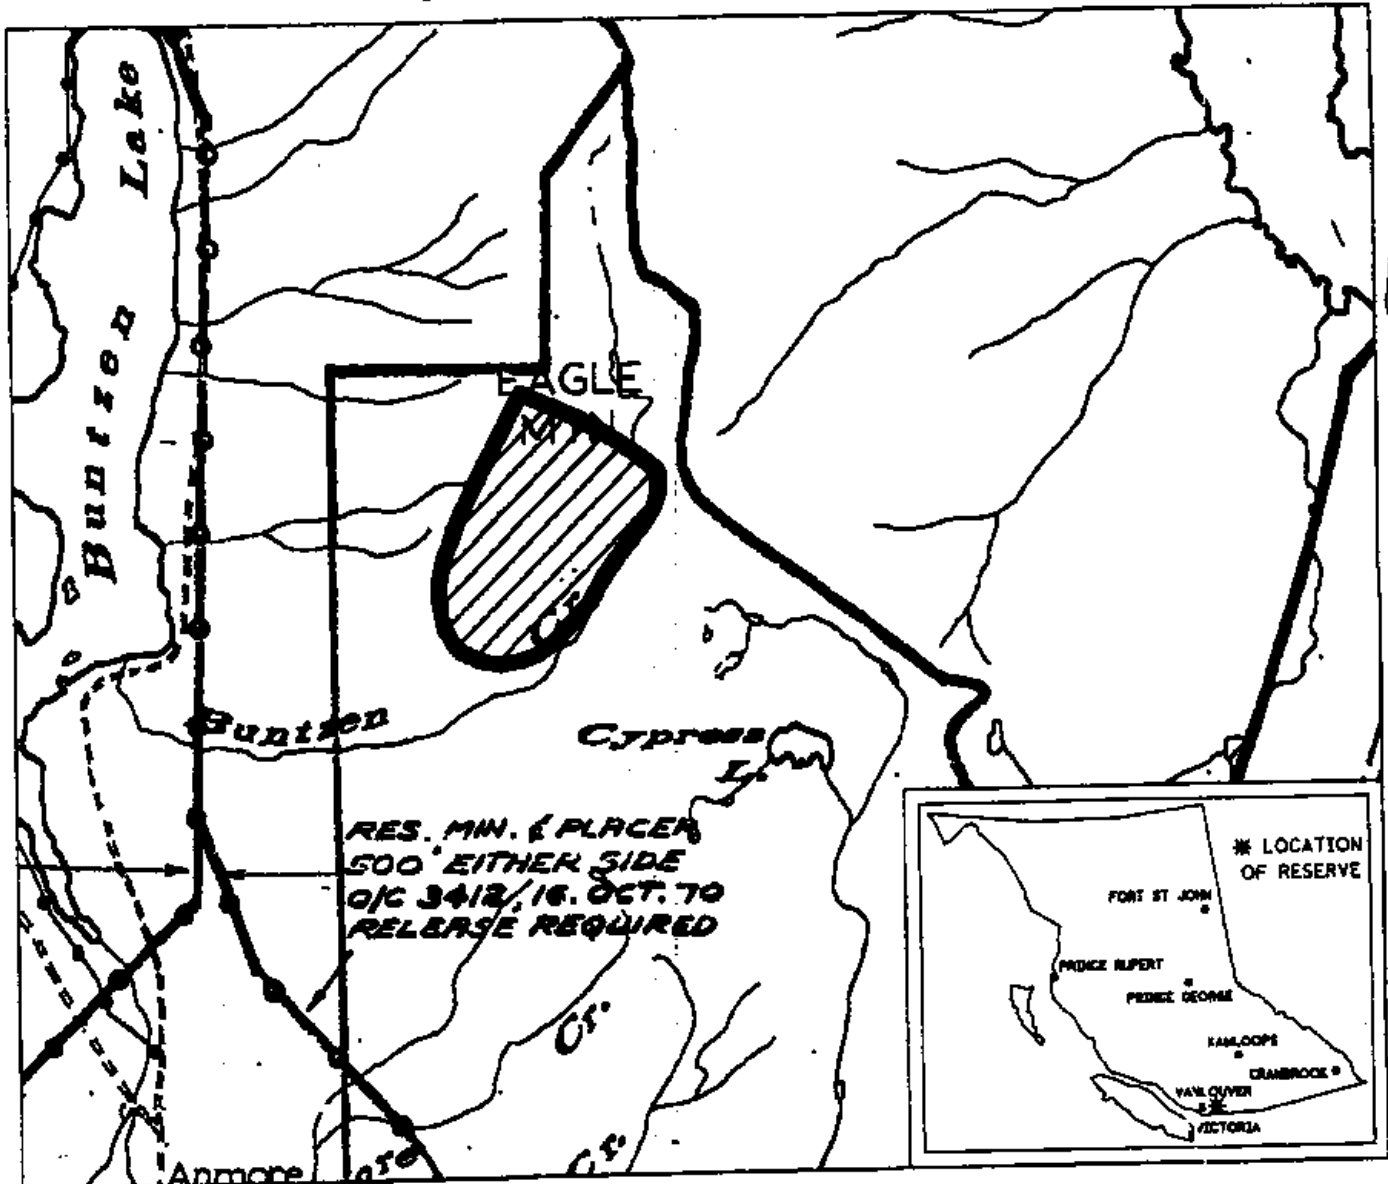 Buntzen Lake
EAGLE
MTN
Cr.
Buntzen
Cypress
L.
RES. MIN. & PLACER
500' EITHER SIDE
O/C 3412, 16. OCT. 70
RELEASE REQUIRED
Cr.
Cr.
Anmore
✳ LOCATION
OF RESERVE
FORT ST JOHN
PRINCE RUPERT
PRINCE GEORGE
KAMLOOPS
CRANBROOK
VANCOUVER
VICTORIA